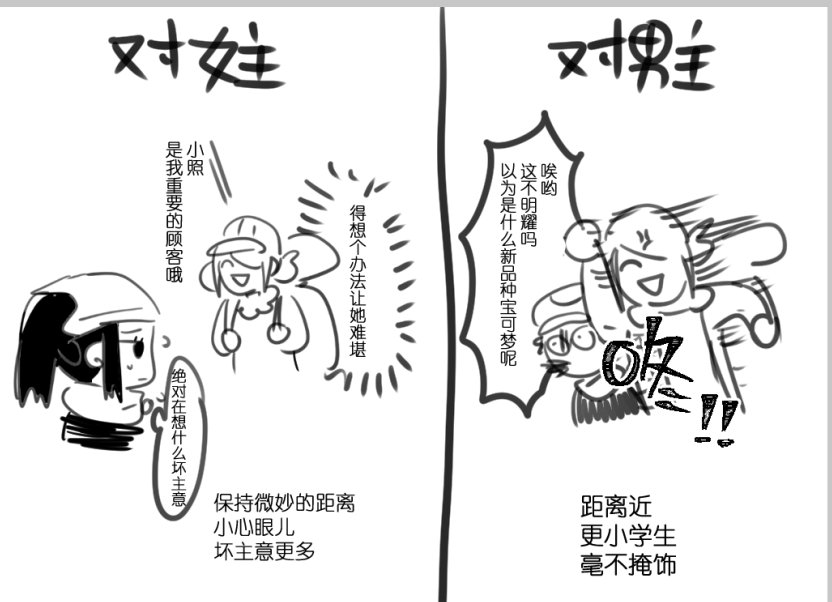 对女主
小照
是我重要的顾客哦
得想个办法让她难堪
绝对在想什么坏主意
保持微妙的距离
小心眼儿
坏主意更多
对男主
唉哟
这不明耀吗
以为是什么新品种宝可梦呢
咚!!
距离近
更小学生
毫不掩饰